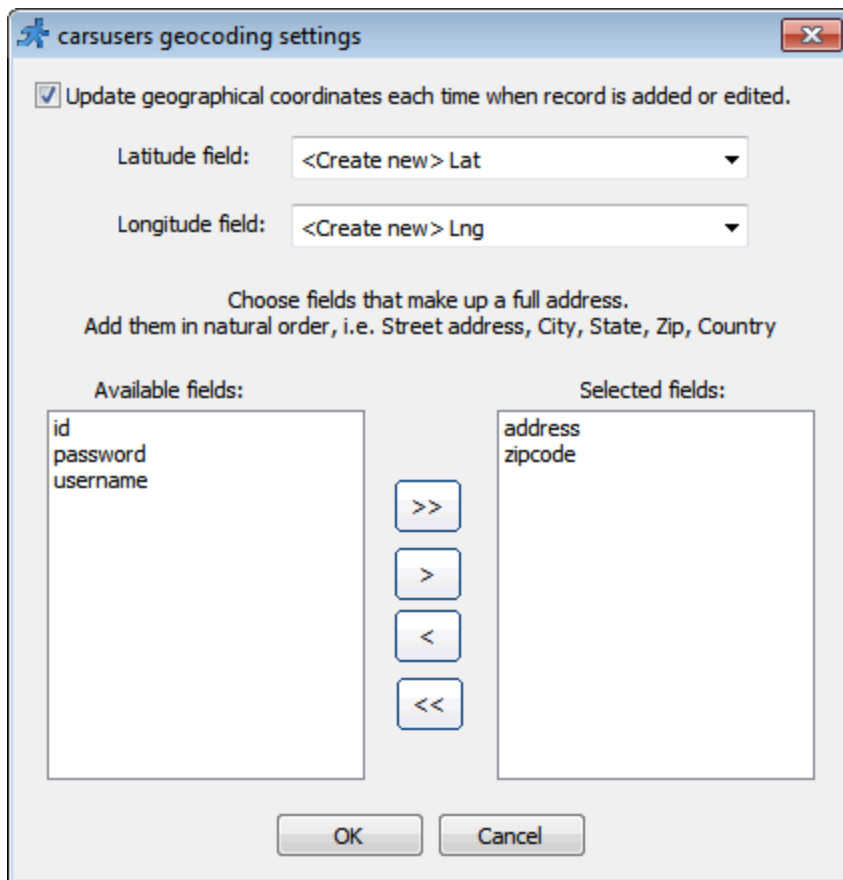 carsusers geocoding settings
Update geographical coordinates each time when record is added or edited.
Latitude field: <Create new> Lat
Longitude field: <Create new> Lng
Choose fields that make up a full address.
Add them in natural order, i.e. Street address, City, State, Zip, Country
Available fields:
id
password
username
>>
>
<
<<
Selected fields:
address
zipcode
OK
Cancel